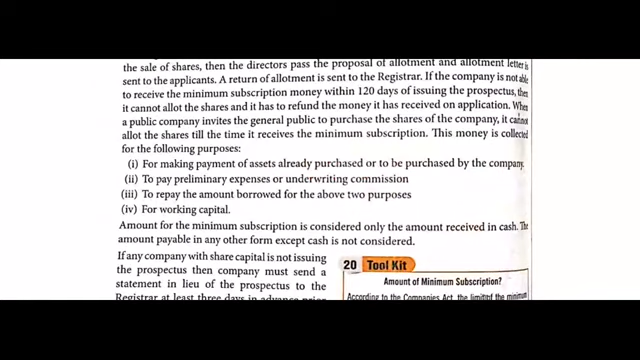 the sale of shares, then the directors pass the proposal of allotment and allotment letter is
sent to the applicants. A return of allotment is sent to the Registrar. If the company is not able
to receive the minimum subscription money within 120 days of issuing the prospectus, then
it cannot allot the shares and it has to refund the money it has received on application. When
a public company invites the general public to purchase the shares of the company, it cannot
allot the shares till the time it receives the minimum subscription. This money is collected
for the following purposes:
(i) For making payment of assets already purchased or to be purchased by the company.
(ii) To pay preliminary expenses or underwriting commission
(iii) To repay the amount borrowed for the above two purposes
(iv) For working capital.
Amount for the minimum subscription is considered only the amount received in cash. The
amount payable in any other form except cash is not considered.
If any company with share capital is not issuing
the prospectus then company must send a
statement in lieu of the prospectus to the
Registrar at least three days in advance prior
20 Tool Kit
Amount of Minimum Subscription?
According to the Companies Act, the limit of the minimum